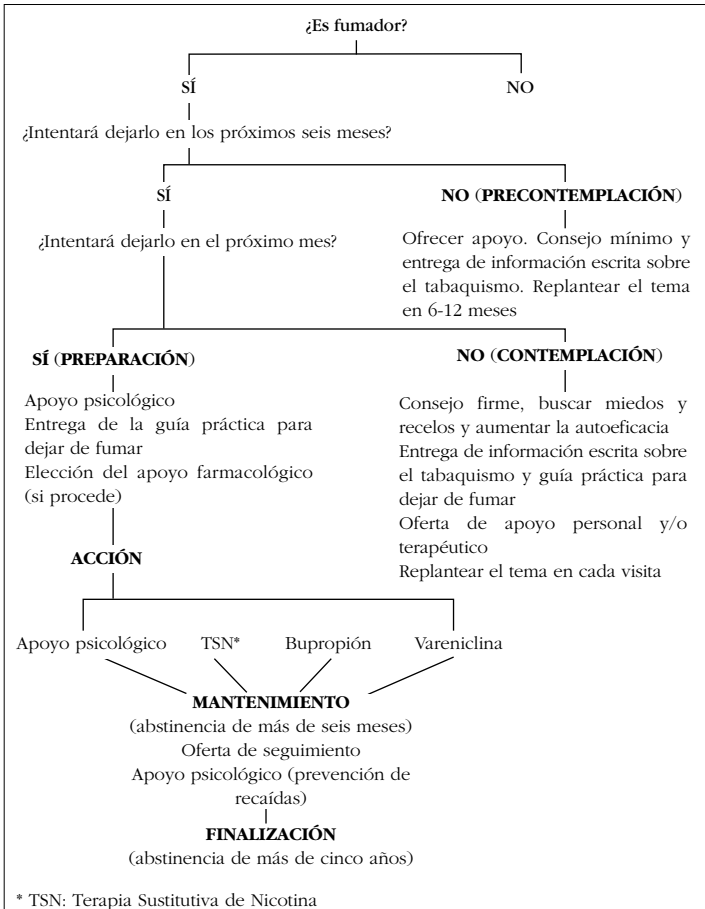 ¿Es fumador?
SÍ
NO
¿Intentará dejarlo en los próximos seis meses?
SÍ
NO (PRECONTEMPLACIÓN)
¿Intentará dejarlo en el próximo mes?
Ofrecer apoyo. Consejo mínimo y
entrega de información escrita sobre
el tabaquismo. Replantear el tema
en 6-12 meses
SÍ (PREPARACIÓN)
Apoyo psicológico
Entrega de la guía práctica para
dejar de fumar
Elección del apoyo farmacológico
(si procede)
NO (CONTEMPLACIÓN)
Consejo firme, buscar miedos y
recelos y aumentar la autoeficacia
Entrega de información escrita sobre
el tabaquismo y guía práctica para
dejar de fumar
Oferta de apoyo personal y/o
terapéutico
Replantear el tema en cada visita
ACCIÓN
Apoyo psicológico
TSN*
Bupropión
Vareniclina
MANTENIMIENTO
(abstinencia de más de seis meses)
Oferta de seguimiento
Apoyo psicológico (prevención de
recaídas)
FINALIZACIÓN
(abstinencia de más de cinco años)
* TSN: Terapia Sustitutiva de Nicotina